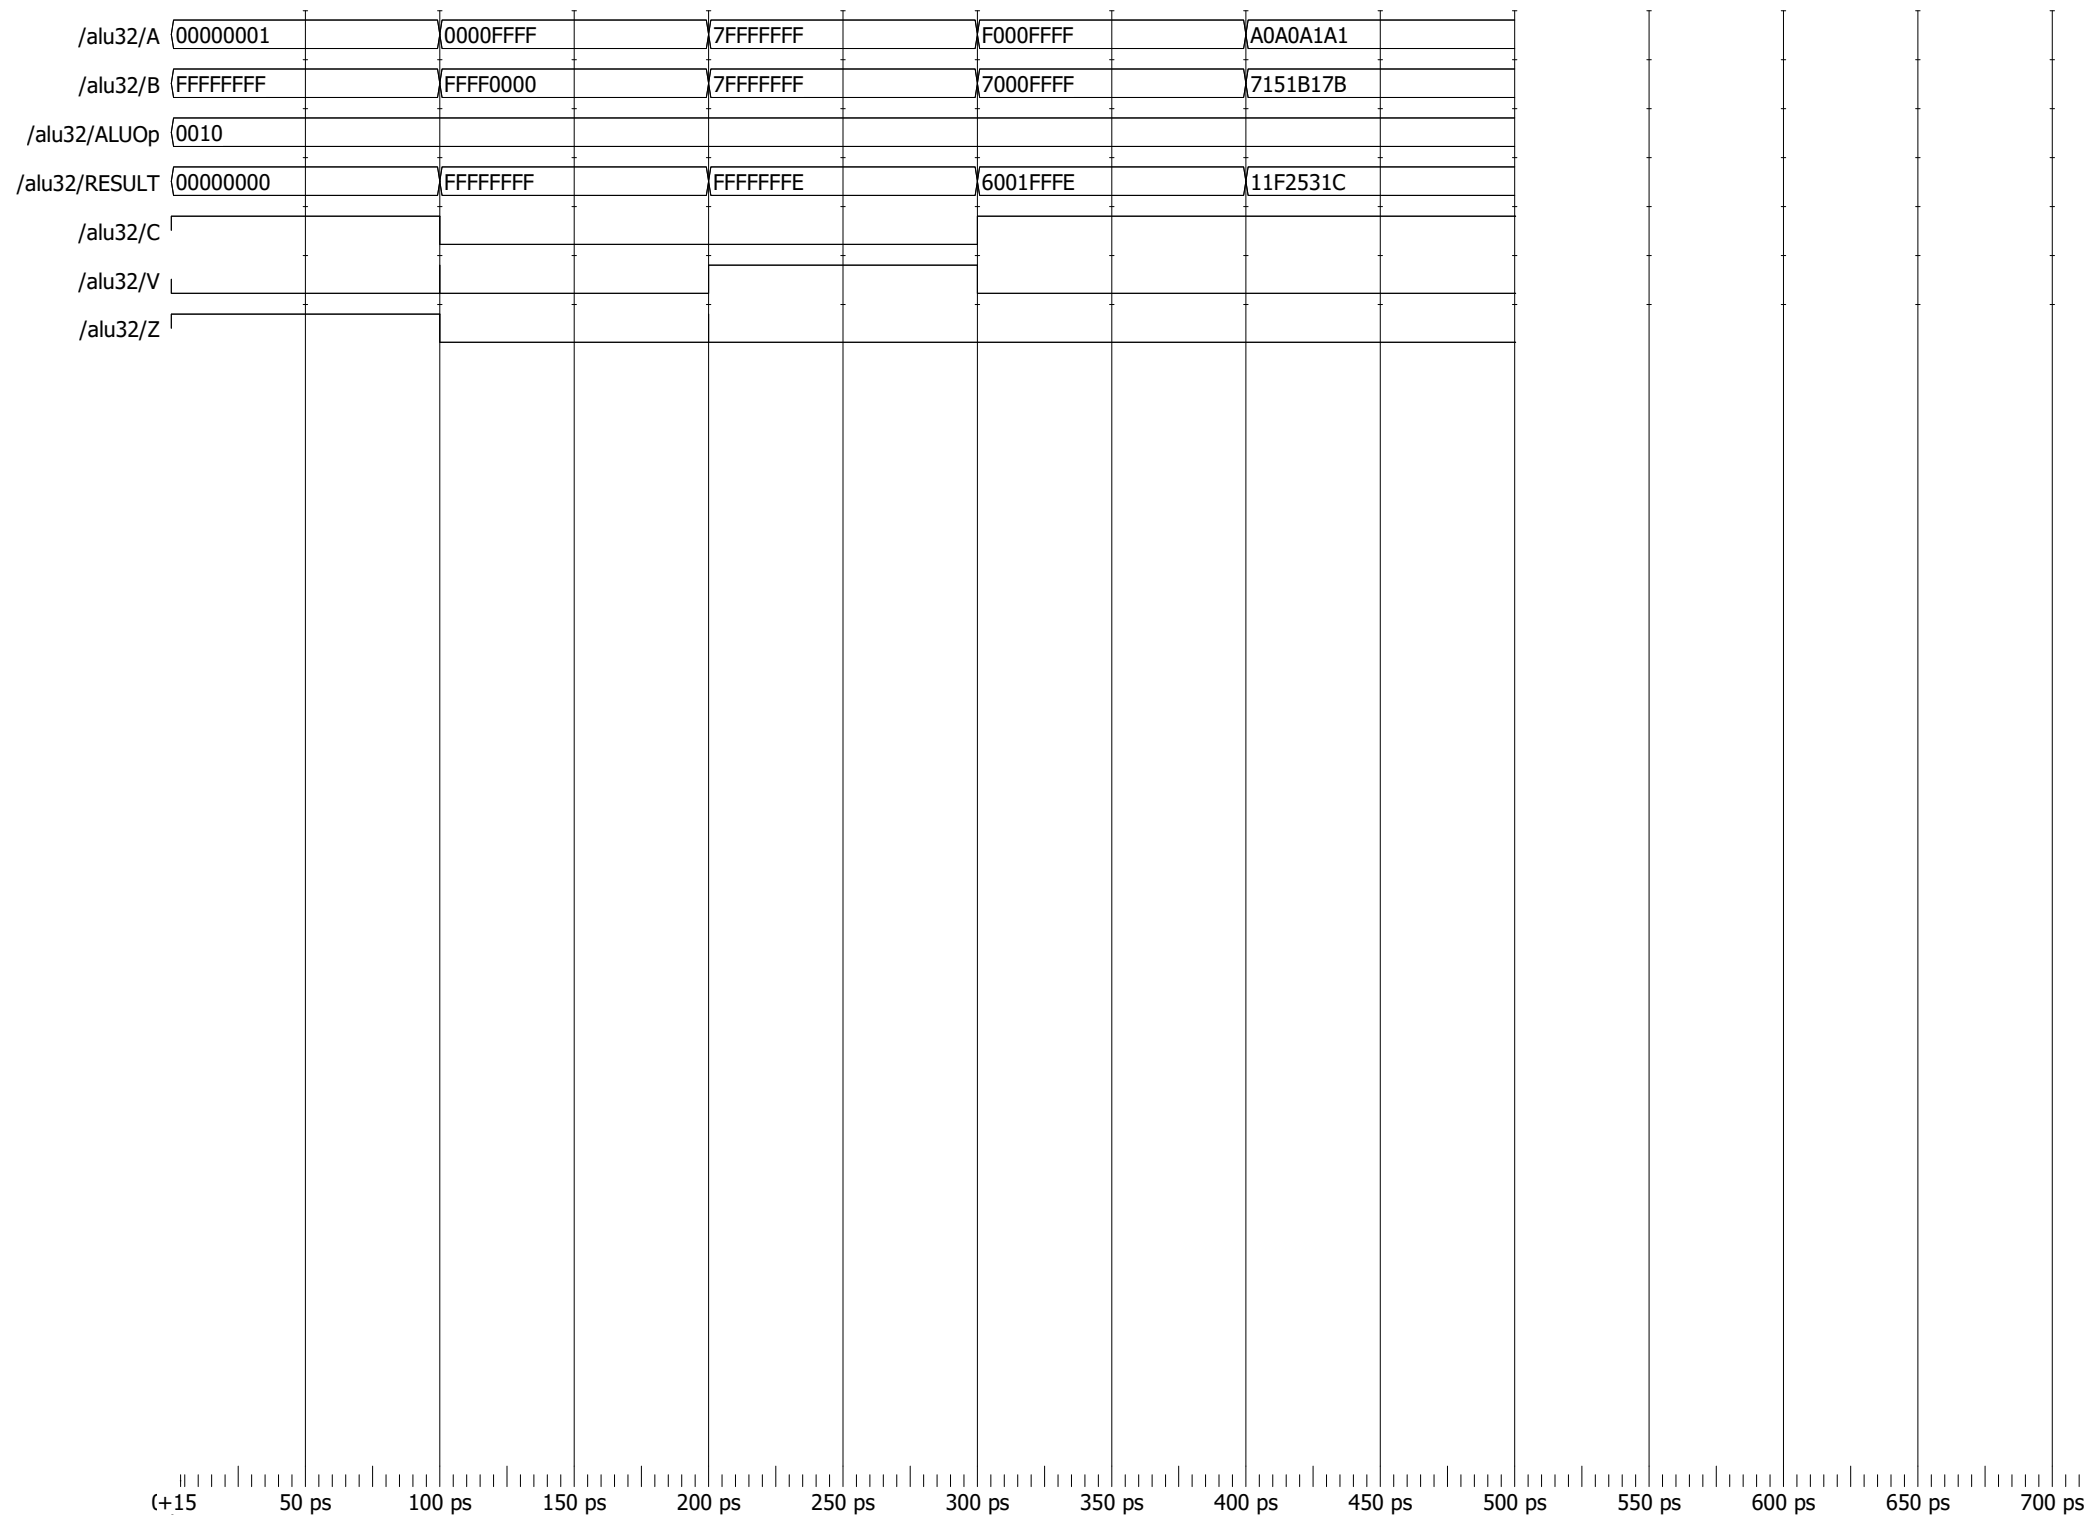 /alu32/A 00000001 0000FFFF 7FFFFFFF F000FFFF A0A0A1A1
/alu32/B FFFFFFFF FFFF0000 7FFFFFFF 7000FFFF 7151B17B
/alu32/ALUOp 0010
/alu32/RESULT 00000000 FFFFFFFF FFFFFFFE 6001FFFE 11F2531C
/alu32/C
/alu32/V
/alu32/Z
(+15 50 ps 100 ps 150 ps 200 ps 250 ps 300 ps 350 ps 400 ps 450 ps 500 ps 550 ps 600 ps 650 ps 700 ps